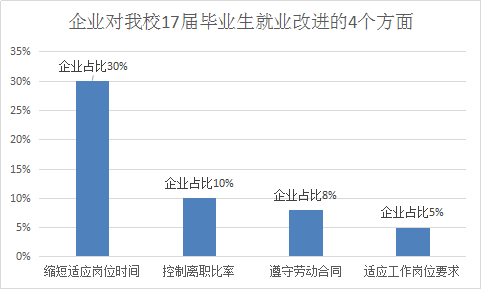 企业对我校17届毕业生就业改进的4个方面
35%
30%
25%
20%
15%
10%
5%
0%
企业占比30%
企业占比10%
企业占比8%
企业占比5%
缩短适应岗位时间
控制离职比率
遵守劳动合同
适应工作岗位要求